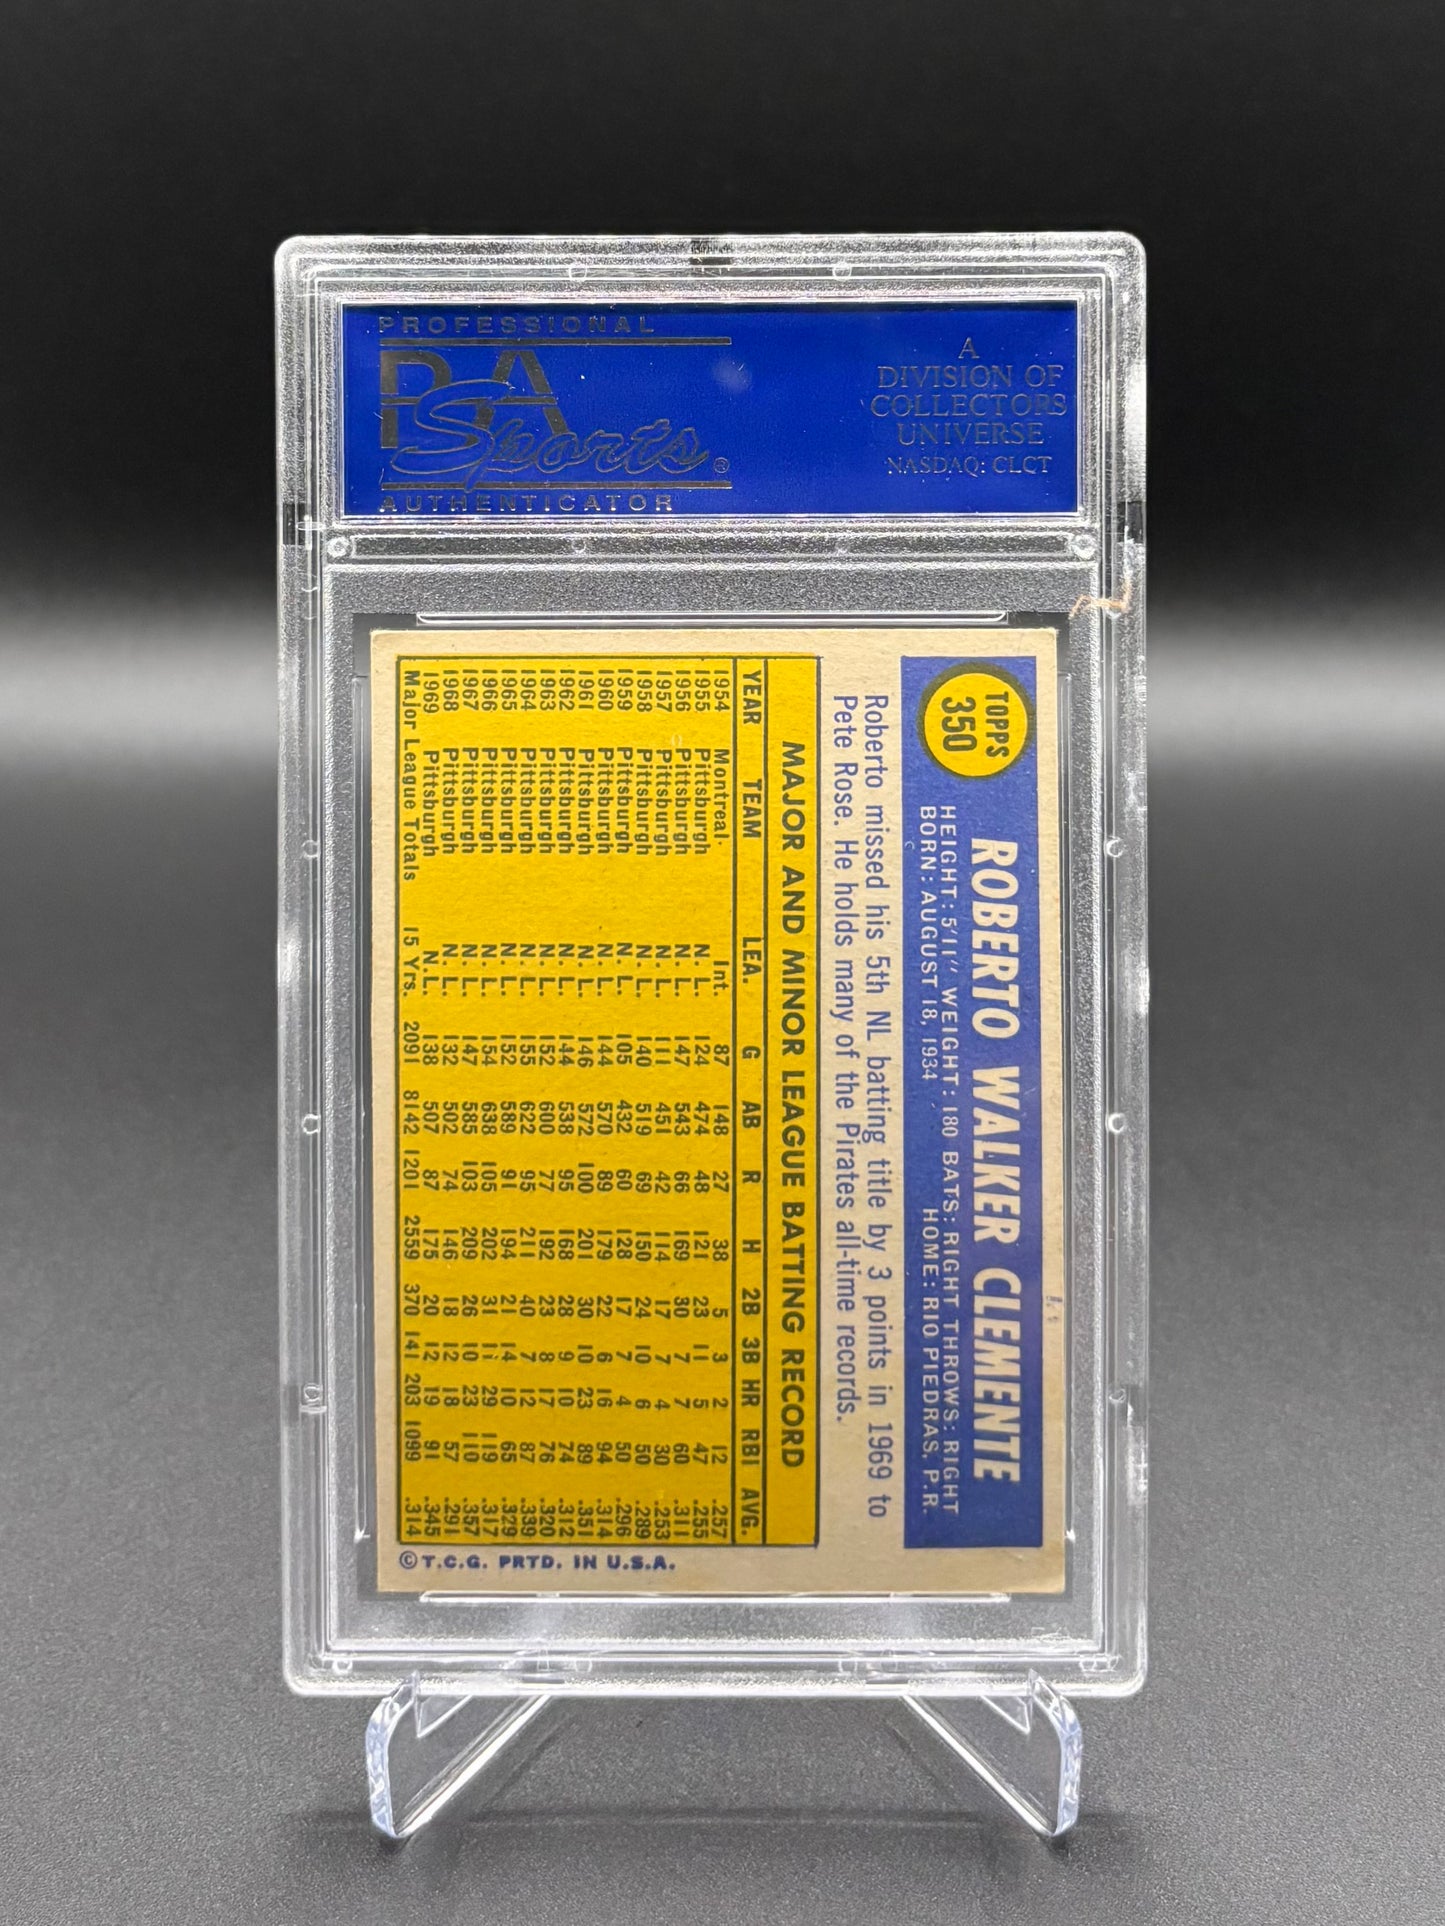 PROFESSIONAL
PSA
Sports®
AUTHENTICATOR
A
DIVISION OF
COLLECTORS
UNIVERSE
NASDAQ: CLCT
TOPPS
350
ROBERTO WALKER CLEMENTE
HEIGHT: 5'11" WEIGHT: 180 BATS: RIGHT THROWS: RIGHT
BORN: AUGUST 18, 1934 HOME: RIO PIEDRAS, P.R.
Roberto missed his 5th NL batting title by 3 points in 1969 to
Pete Rose. He holds many of the Pirates all-time records.
MAJOR AND MINOR LEAGUE BATTING RECORD
YEAR TEAM LEA. G AB R H 2B 3B HR RBI AVG.
1954 Montreal Int. 87 148 27 38 5 3 2 12 .257
1955 Pittsburgh N.L. 124 474 48 121 23 11 5 47 .255
1956 Pittsburgh N.L. 147 543 66 169 30 7 7 60 .311
1957 Pittsburgh N.L. 111 451 42 114 17 7 4 30 .253
1958 Pittsburgh N.L. 140 519 69 150 24 10 6 50 .289
1959 Pittsburgh N.L. 105 432 60 128 17 7 4 50 .296
1960 Pittsburgh N.L. 144 570 89 179 22 6 16 94 .314
1961 Pittsburgh N.L. 146 572 100 201 30 10 23 89 .351
1962 Pittsburgh N.L. 144 538 95 168 28 9 10 74 .312
1963 Pittsburgh N.L. 152 600 77 192 23 8 17 76 .320
1964 Pittsburgh N.L. 155 622 95 211 40 7 12 87 .339
1965 Pittsburgh N.L. 152 589 91 194 21 14 10 65 .329
1966 Pittsburgh N.L. 154 638 105 202 31 11 29 119 .317
1967 Pittsburgh N.L. 147 585 103 209 26 10 23 110 .357
1968 Pittsburgh N.L. 132 502 74 146 18 12 18 57 .291
1969 Pittsburgh N.L. 138 507 87 175 20 12 19 91 .345
Major League Totals 15 Yrs. 2091 8142 1201 2559 370 141 203 1099 .314
© T.C.G. PRTD. IN U.S.A.